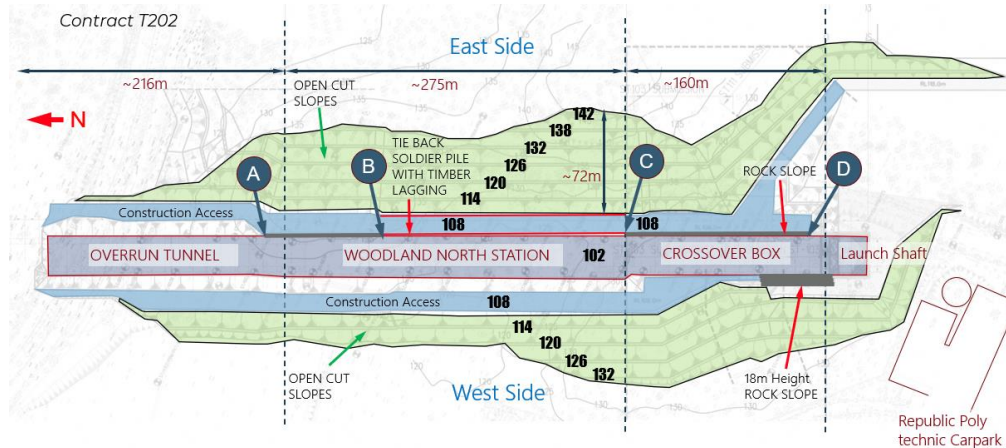 Contract T202
East Side
~216m
~275m
~160m
N
OPEN CUT
SLOPES
142
138
132
126
120
114
TIE BACK
SOLDIER PILE
WITH TIMBER
LAGGING
~72m
ROCK SLOPE
A
B
C
D
Construction Access
108
108
OVERRUN TUNNEL
WOODLAND NORTH STATION
102
CROSSOVER BOX
Launch Shaft
Construction Access
108
114
120
126
132
OPEN CUT
SLOPES
West Side
18m Height
ROCK SLOPE
Republic Poly
technic Carpark